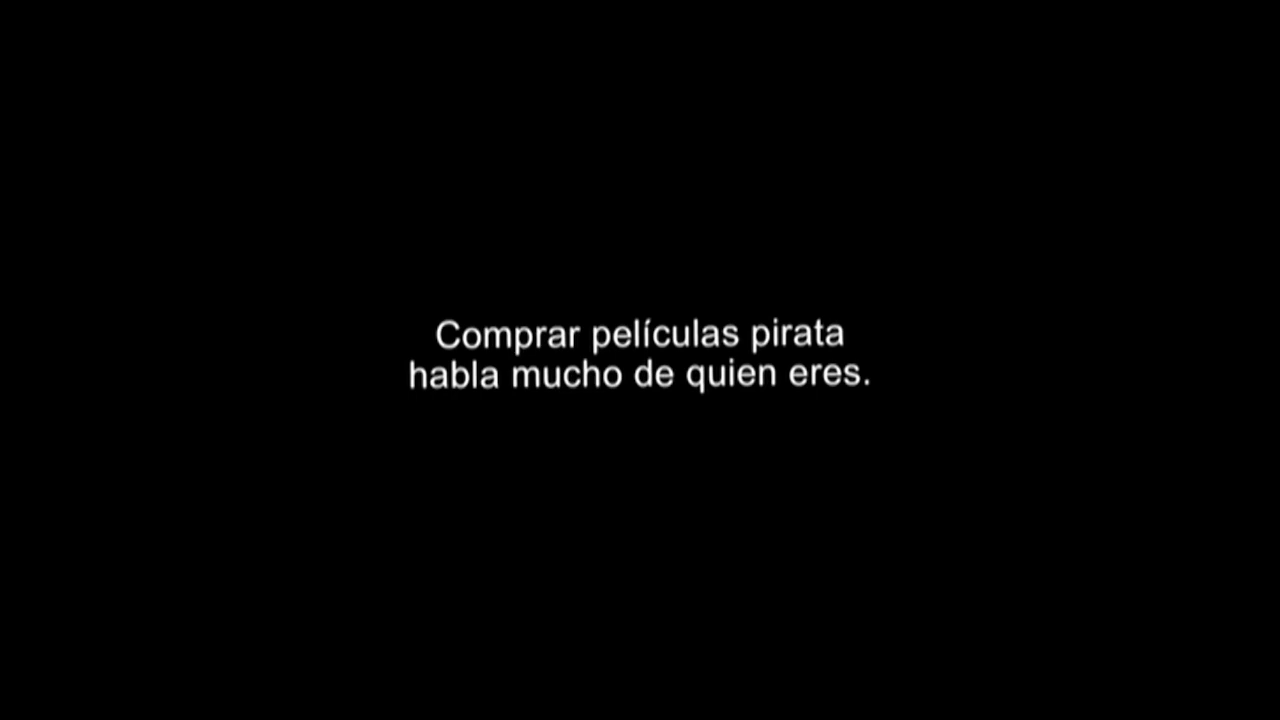 Comprar películas pirata
habla mucho de quien eres.